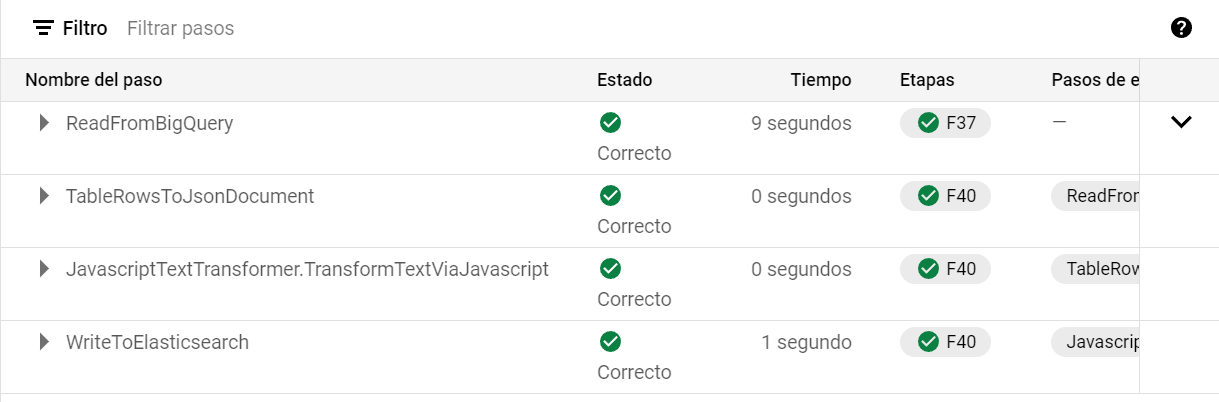 Filtro Filtrar pasos
Nombre del paso Estado Tiempo Etapas Pasos de e
ReadFromBigQuery 9 segundos F37 —
Correcto
TableRowsToJsonDocument 0 segundos F40 ReadFror
Correcto
JavascriptTextTransformer.TransformTextViaJavascript 0 segundos F40 TableRow
Correcto
WriteToElasticsearch 1 segundo F40 Javascrip
Correcto